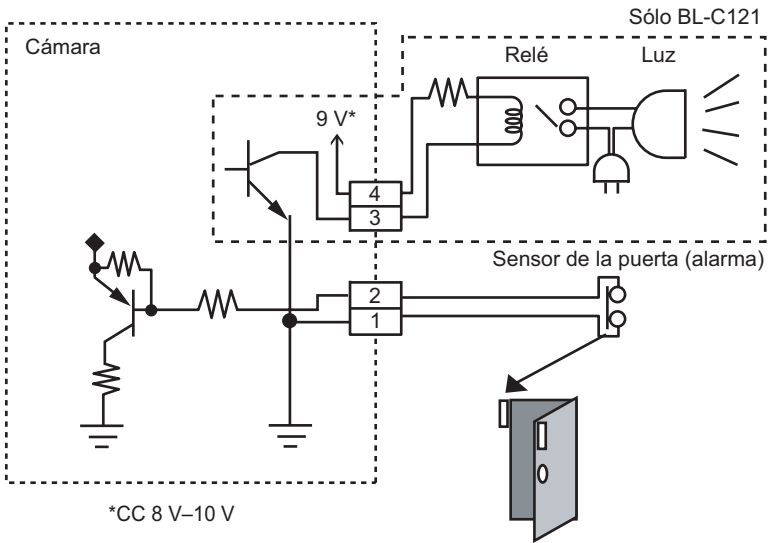 Sólo BL-C121
Cámara
Relé
Luz
9 V*
4
3
Sensor de la puerta (alarma)
2
1
*CC 8 V–10 V